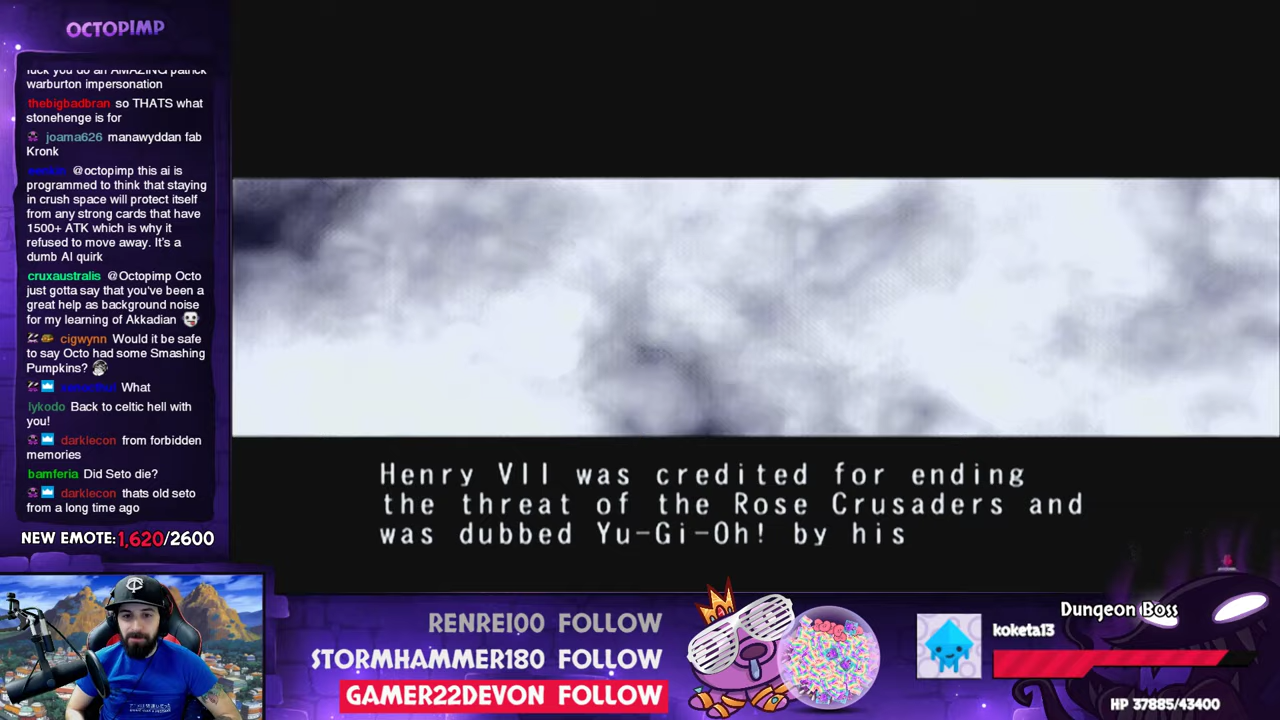 OCTOPIMP
fuck you do an AMAZING patrick
warburton impersonation
thebigbadbran so THATS what
stonehenge is for
joama626 manawyddan fab
Kronk
@octopimp this ai is
programmed to think that staying
in crush space will protect itself
from any strong cards that have
1500+ ATK which is why it
refused to move away. It's a
dumb AI quirk
cruxaustralis @Octopimp Octo
just gotta say that you've been a
great help as background noise
for my learning of Akkadian
cigwynn Would it be safe
to say Octo had some Smashing
Pumpkins?
What
lykodo Back to celtic hell with
you!
darklecon from forbidden
memories
bamferia Did Seto die?
darklecon thats old seto
from a long time ago
NEW EMOTE: 1,620/2600
Henry VII was credited for ending
the threat of the Rose Crusaders and
was dubbed Yu-Gi-Oh! by his
RENREI00 FOLLOW
STORMHAMMER180 FOLLOW
GAMER22DEVON FOLLOW
Dungeon Boss
koketa13
HP 37885/43400